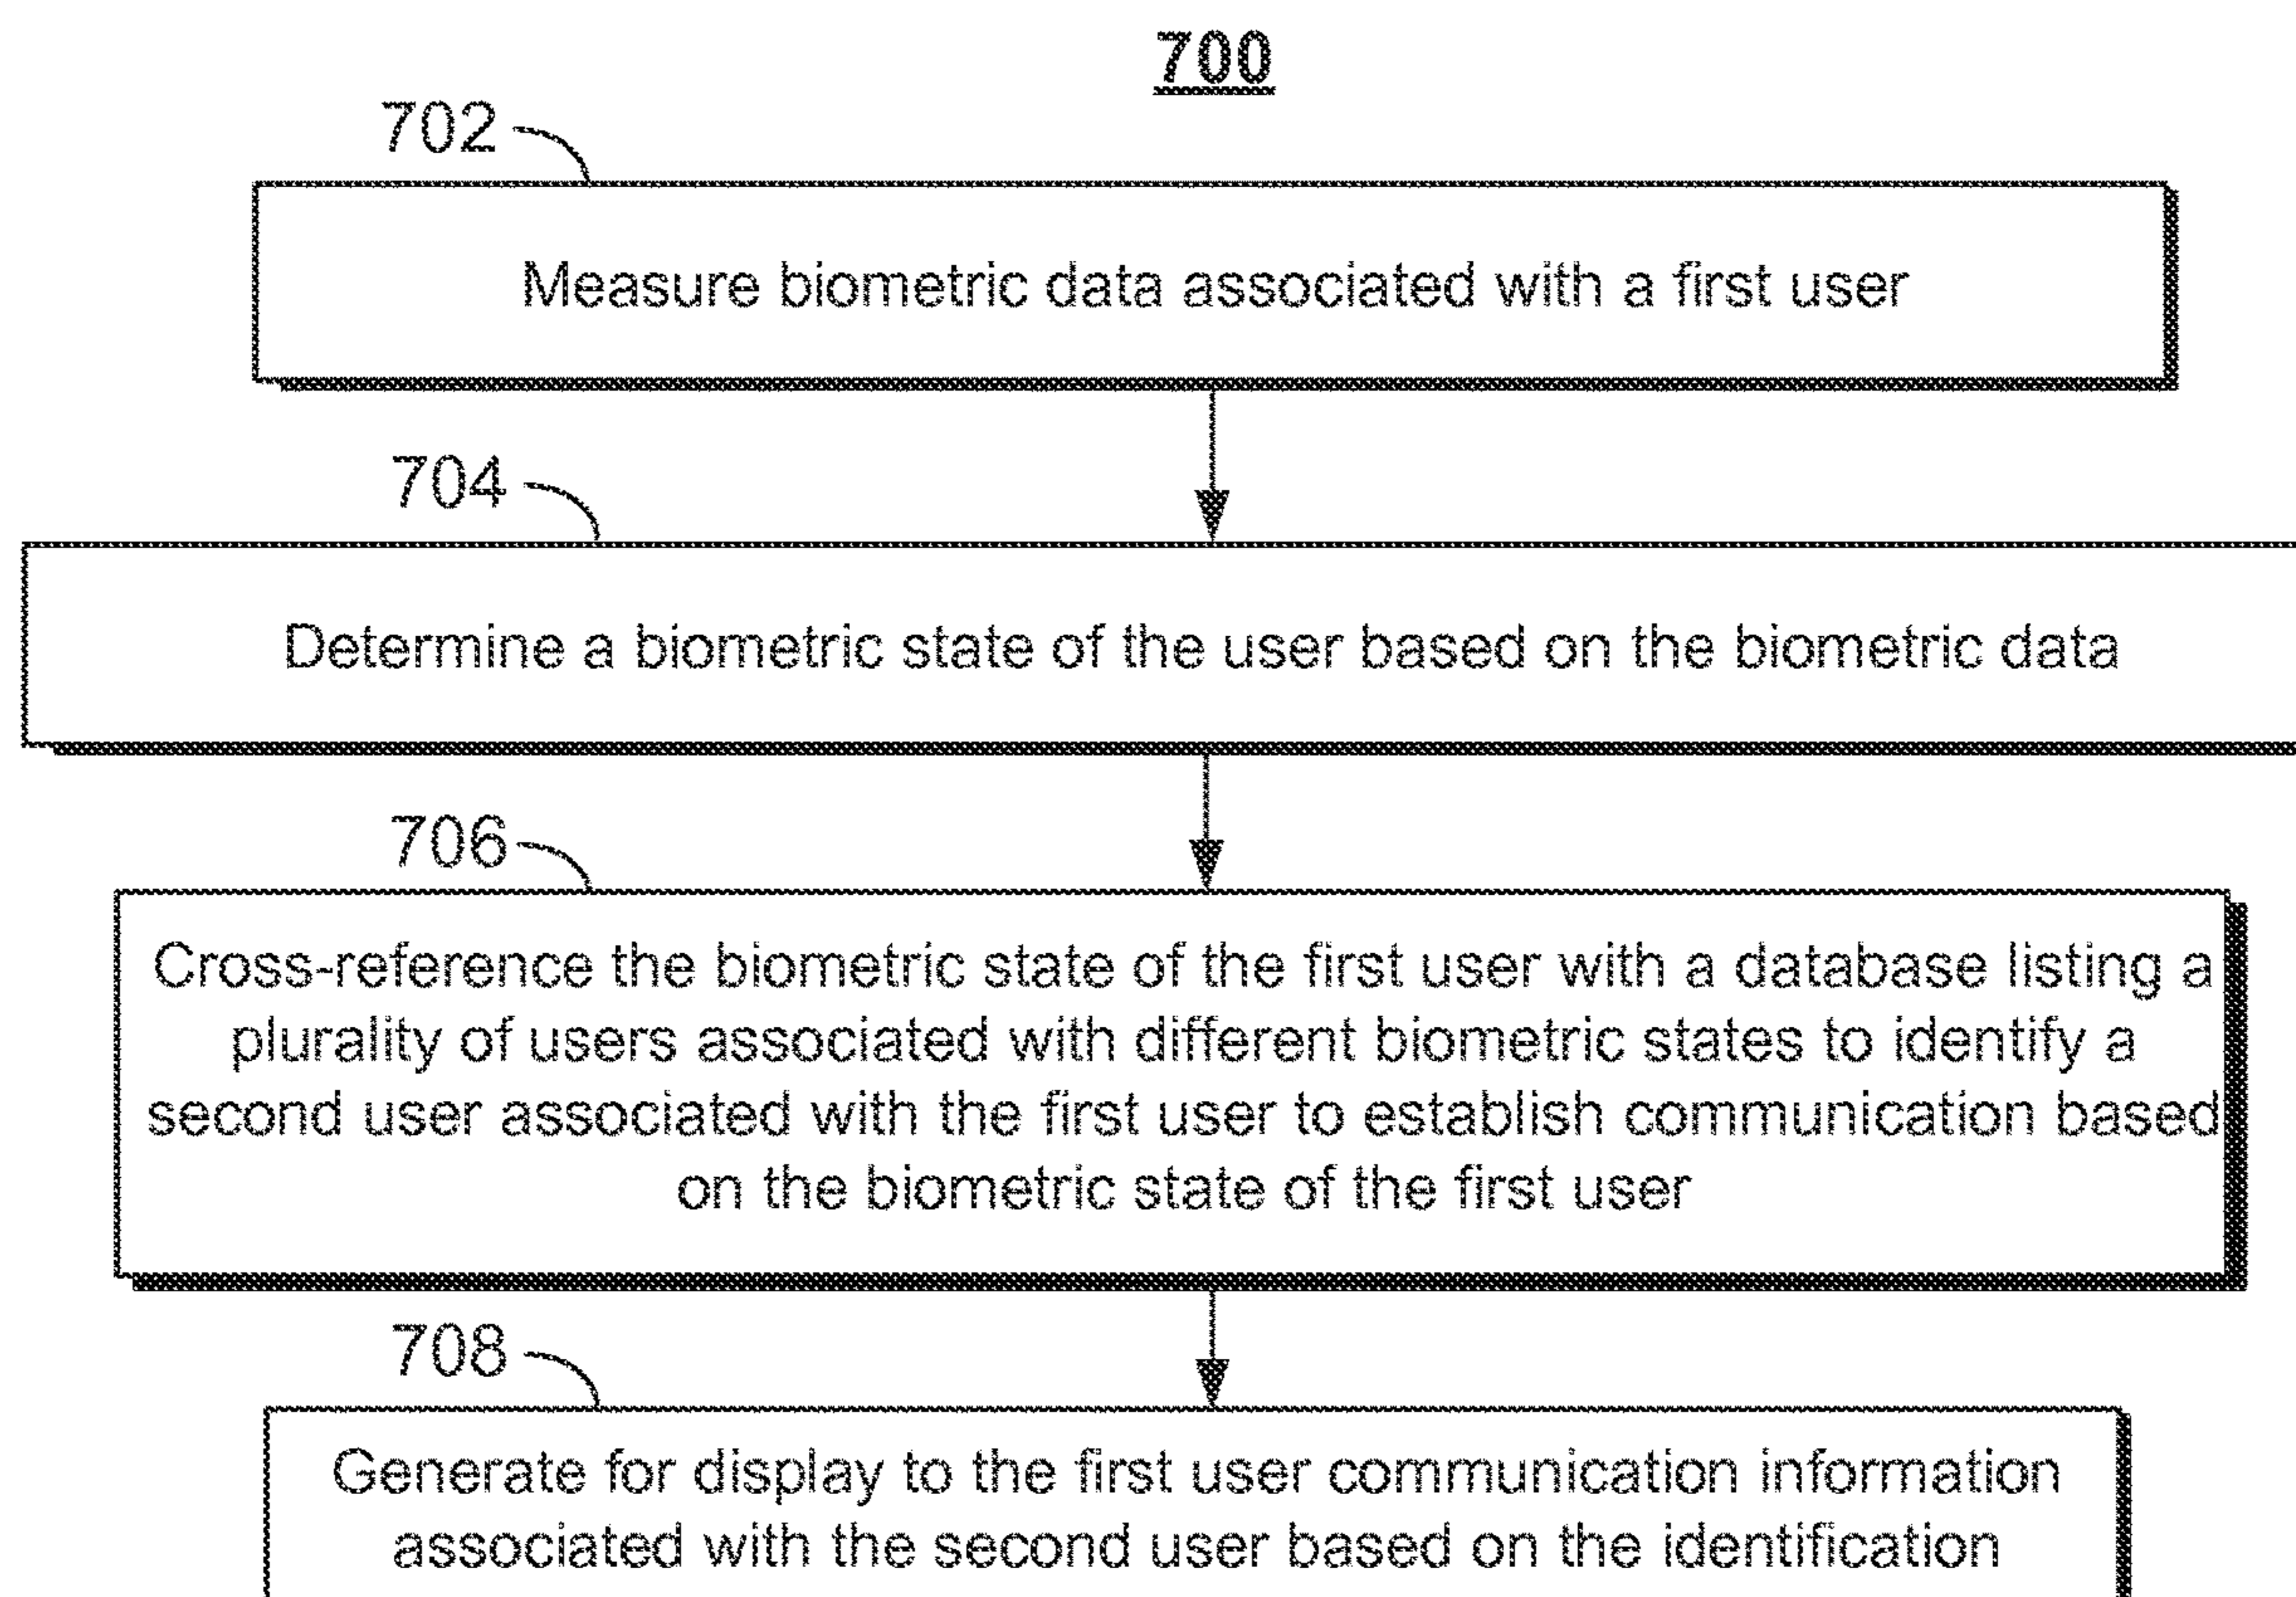 700
702
Measure biometric data associated with a first user
704
Determine a biometric state of the user based on the biometric data
706
Cross-reference the biometric state of the first user with a database listing a
plurality of users associated with different biometric states to identify a
second user associated with the first user to establish communication based
on the biometric state of the first user
708
Generate for display to the first user communication information
associated with the second user based on the identification